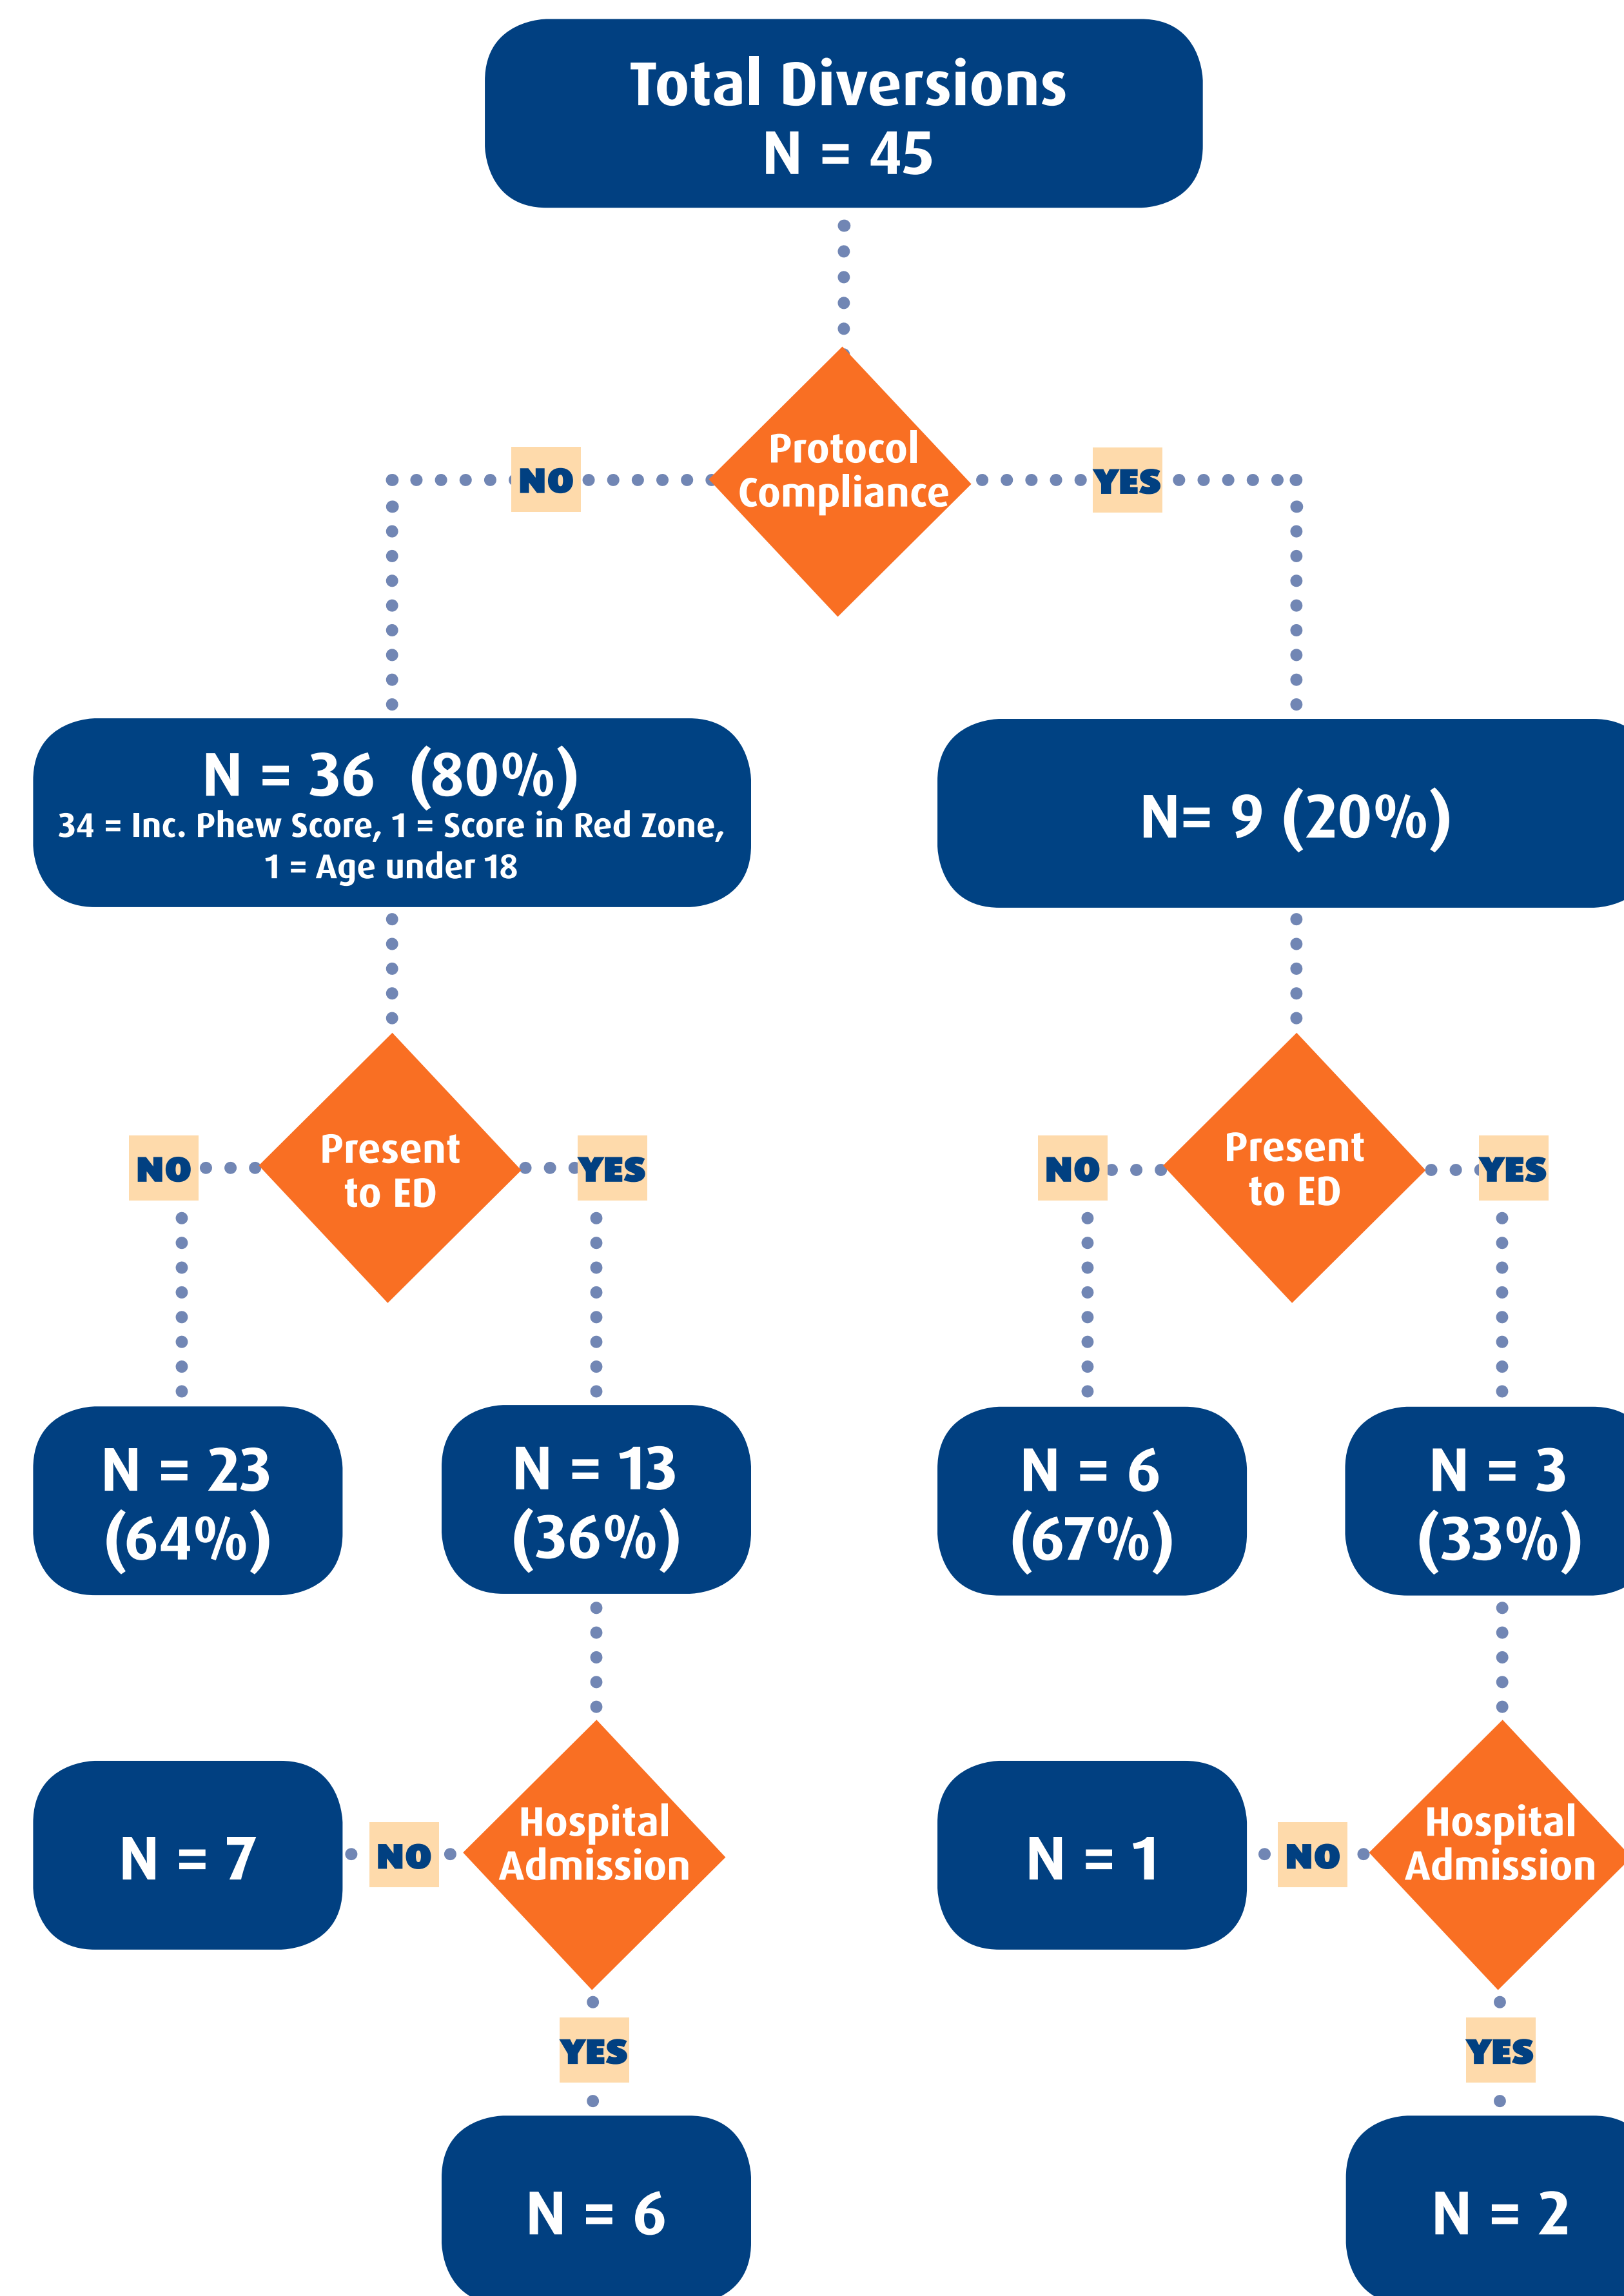 Total Diversions
N = 45
Protocol
Compliance
NO
YES
N = 36 (80%)
34 = Inc. Phew Score, 1 = Score in Red Zone,
1 = Age under 18
N= 9 (20%)
Present
to ED
NO
YES
Present
to ED
NO
YES
N = 23
(64%)
N = 13
(36%)
N = 6
(67%)
N = 3
(33%)
N = 7
NO
Hospital
Admission
N = 1
NO
Hospital
Admission
YES
YES
N = 6
N = 2